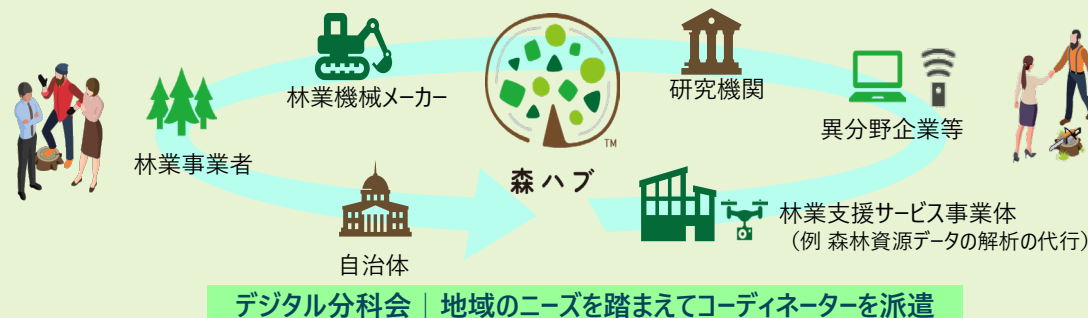 林業機械メーカー
研究機関
異分野企業等
林業事業者
TM
森ハブ
自治体
林業支援サービス事業体
（例 森林資源データの解析の代行）
デジタル分科会｜地域のニーズを踏まえてコーディネーターを派遣